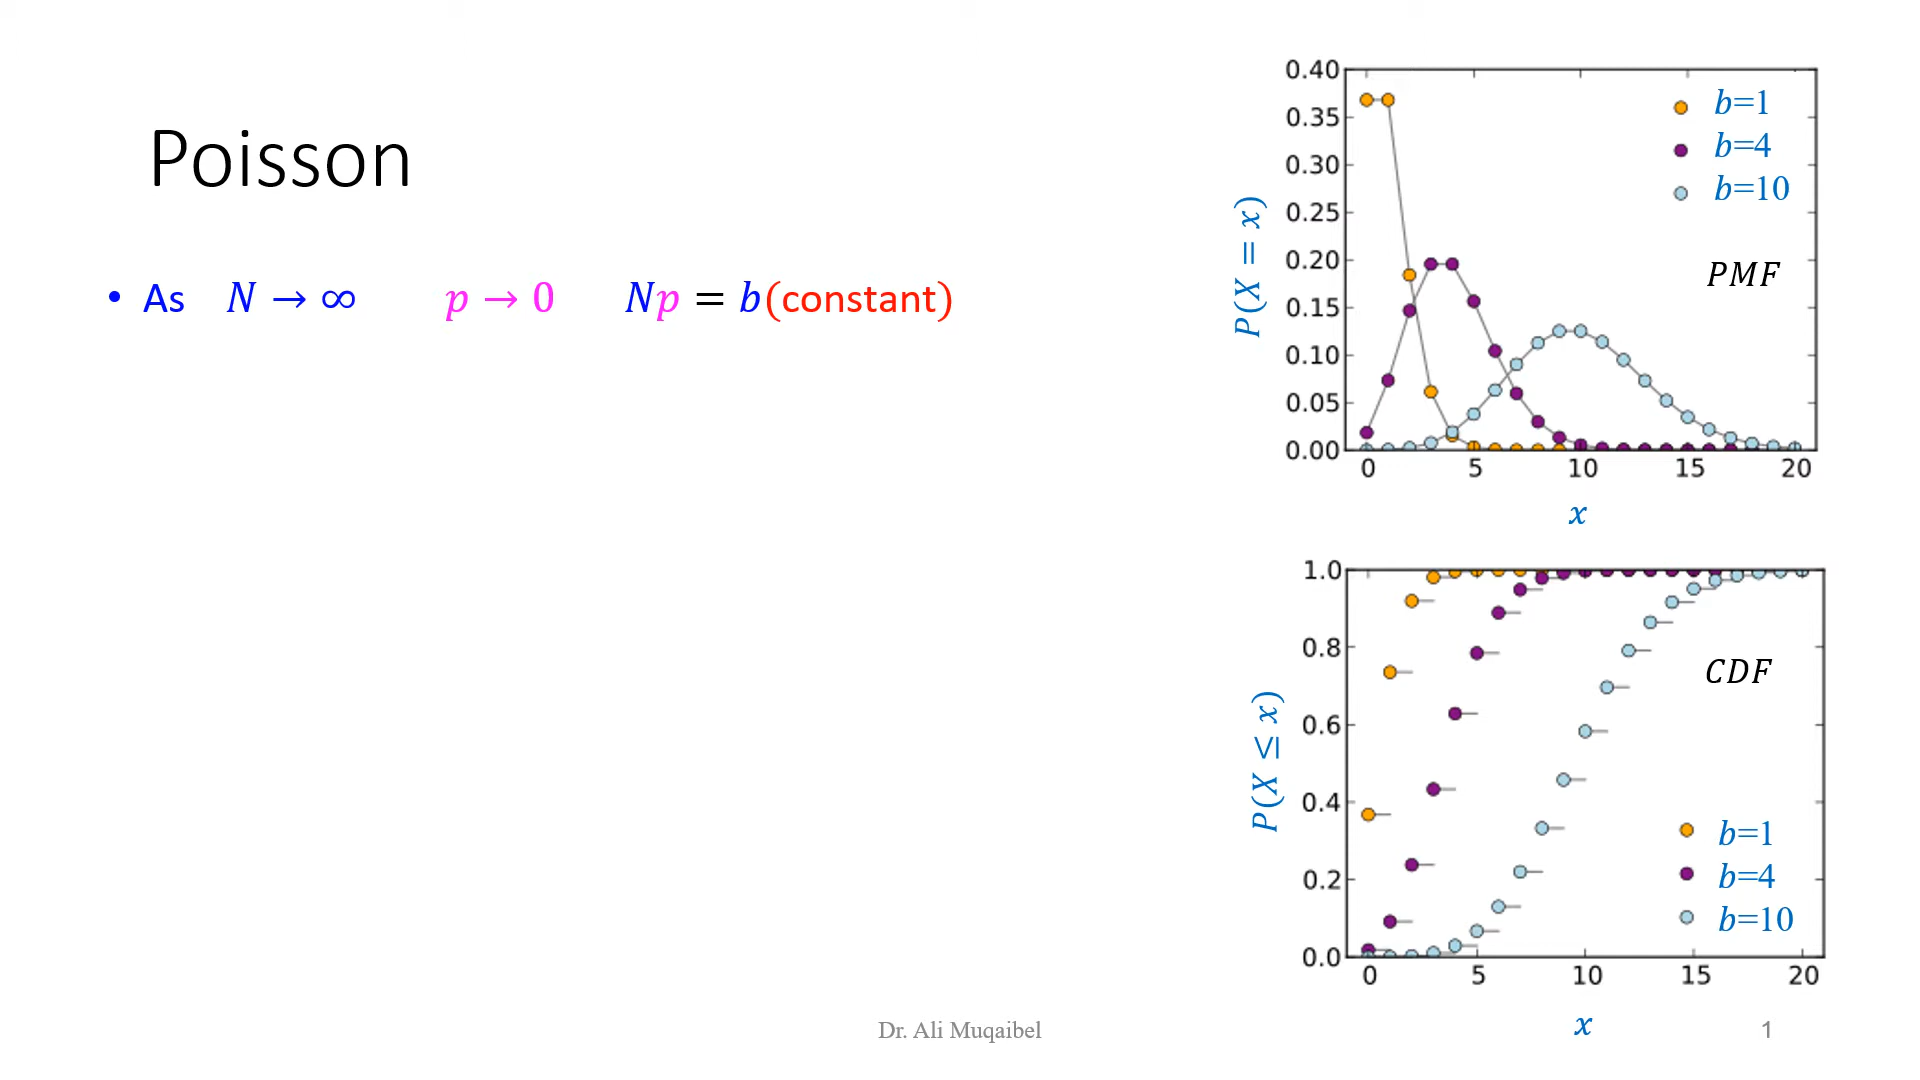 Poisson
• As N → ∞ p → 0 Np = b(constant)
0.40
0.35
0.30
0.25
0.20
0.15
0.10
0.05
0.00
P(X = x)
b=1
b=4
b=10
PMF
0 5 10 15 20
x
1.0
0.8
0.6
0.4
0.2
0.0
P(X ≤ x)
CDF
b=1
b=4
b=10
0 5 10 15 20
x
Dr. Ali Muqaibel
1